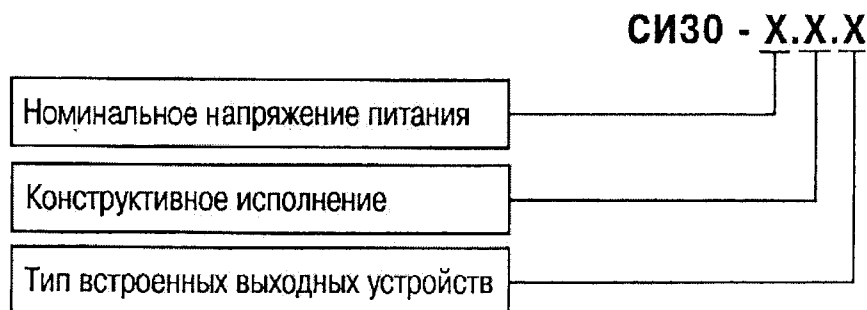 СИ30 - Х.Х.Х
Номинальное напряжение питания
Конструктивное исполнение
Тип встроенных выходных устройств